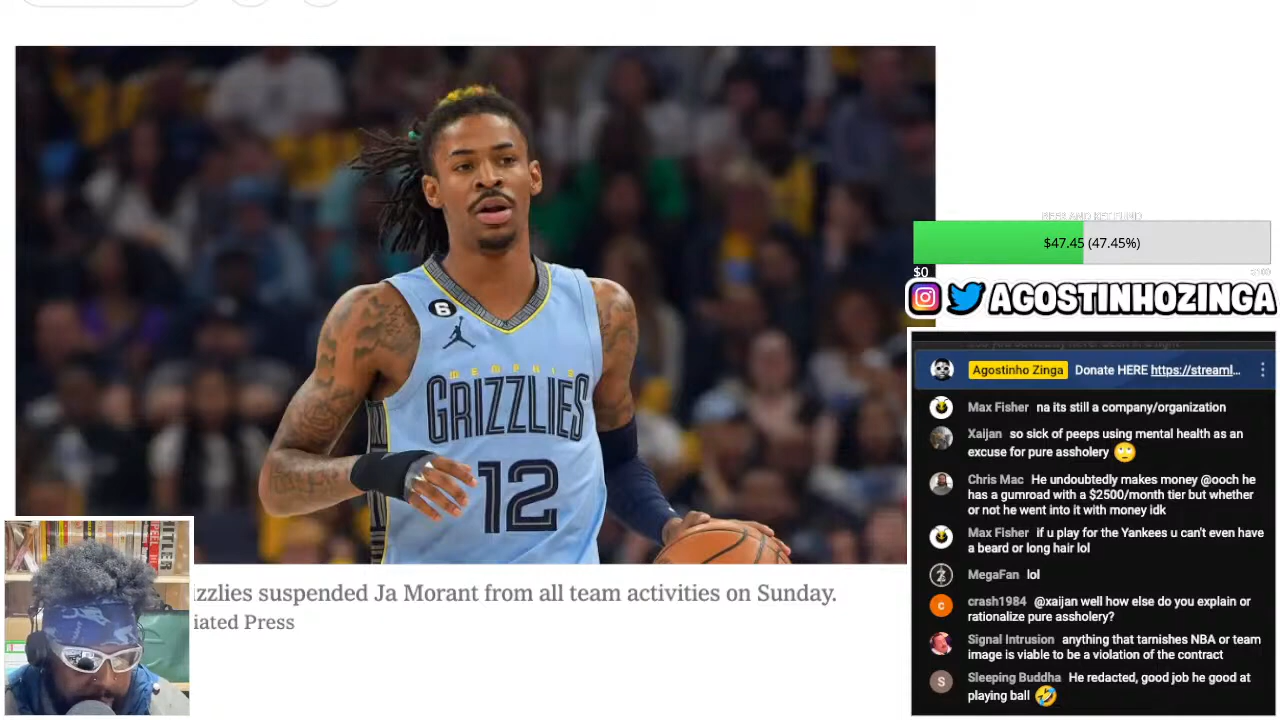 6
MEMPHIS
GRIZZLIES
12
izzlies suspended Ja Morant from all team activities on Sunday.
iated Press
BEER AND KET FUND
$47.45 (47.45%)
$0
$100
AGOSTINHOZINGA
Agostinho Zinga Donate HERE https://streaml...
Max Fisher na its still a company/organization
Xaijan so sick of peeps using mental health as an
excuse for pure assholery 🙄
Chris Mac He undoubtedly makes money @ooch he
has a gumroad with a $2500/month tier but whether
or not he went into it with money idk
Max Fisher if u play for the Yankees u can't even have
a beard or long hair lol
MegaFan lol
crash1984 @xaijan well how else do you explain or
rationalize pure assholery?
Signal Intrusion anything that tarnishes NBA or team
image is viable to be a violation of the contract
S Sleeping Buddha He redacted, good job he good at
playing ball 🤣